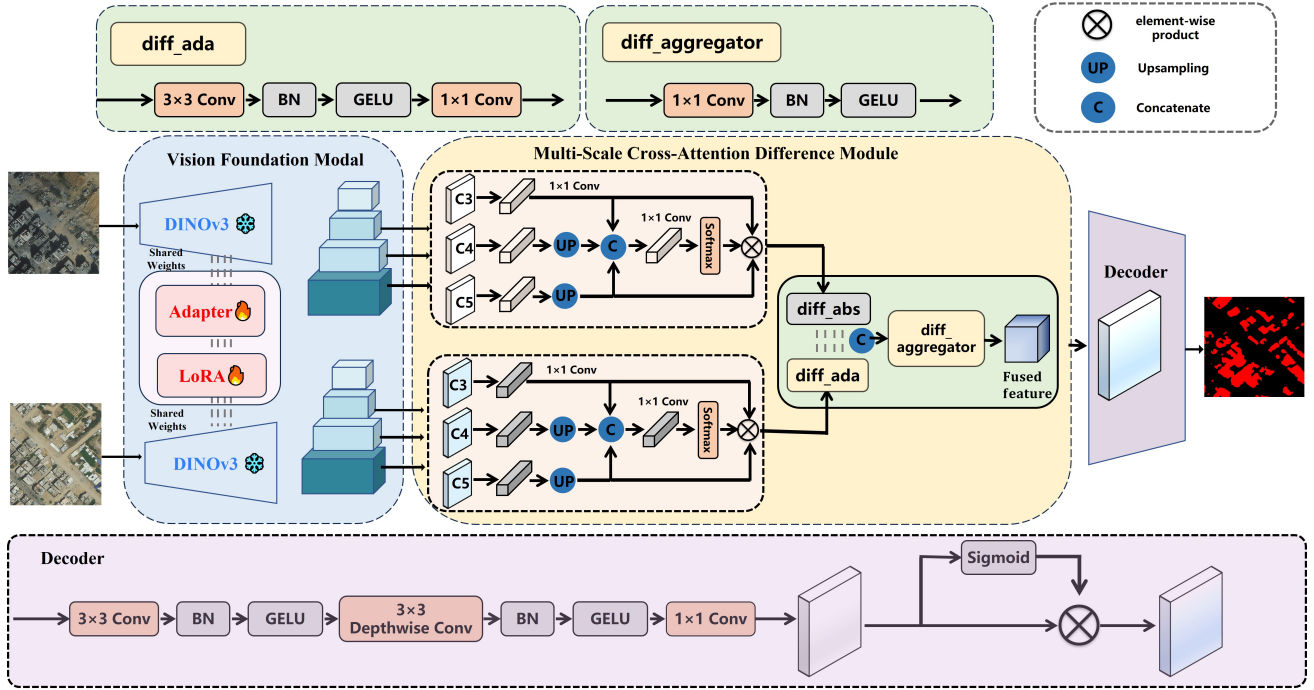 diff_ada
3×3 Conv
BN
GELU
1×1 Conv
diff_aggregator
1×1 Conv
BN
GELU
element-wise
product
UP
Upsampling
C
Concatenate
Vision Foundation Modal
DINOv3
Shared
Weights
Adapter
LoRA
Shared
Weights
DINOv3
Multi-Scale Cross-Attention Difference Module
C3
1×1 Conv
C4
UP
C
1×1 Conv
Softmax
C5
UP
C3
1×1 Conv
C4
UP
C
1×1 Conv
Softmax
C5
UP
diff_abs
C
diff_ada
diff_
aggregator
Fused
feature
Decoder
Decoder
3×3 Conv
BN
GELU
3×3
Depthwise Conv
BN
GELU
1×1 Conv
Sigmoid